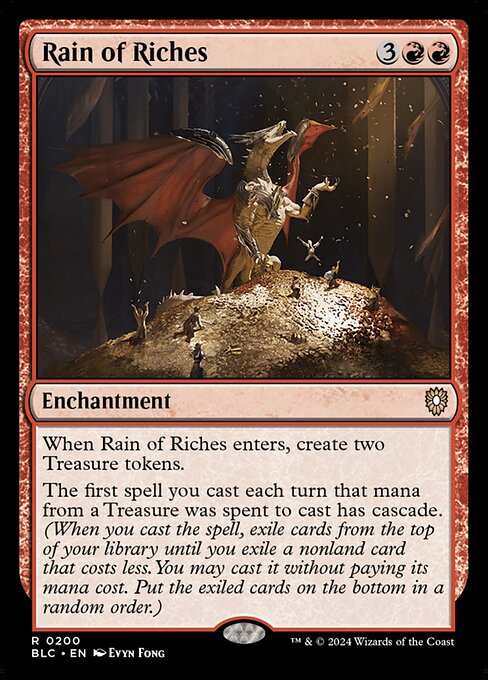 Rain of Riches 3
Enchantment
When Rain of Riches enters, create two
Treasure tokens.
The first spell you cast each turn that mana
from a Treasure was spent to cast has cascade.
(When you cast the spell, exile cards from the top
of your library until you exile a nonland card
that costs less. You may cast it without paying its
mana cost. Put the exiled cards on the bottom in a
random order.)
R 0200
BLC • EN Evyn Fong
™ & © 2024 Wizards of the Coast